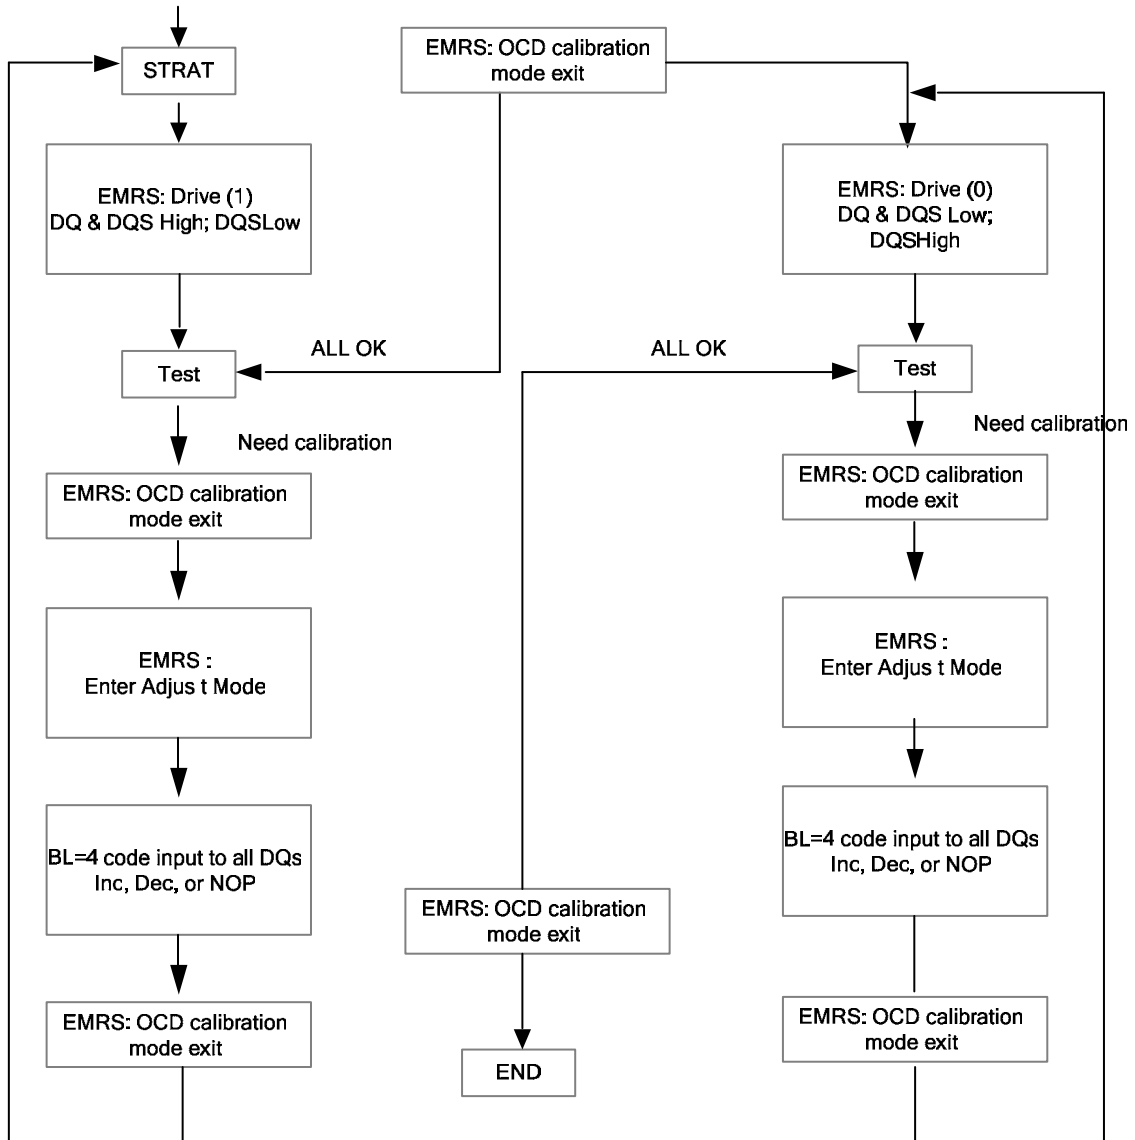 STRAT
EMRS: Drive (1)
DQ & DQS High; DQSLow
Test
Need calibration
EMRS: OCD calibration
mode exit
EMRS :
Enter Adjus t Mode
BL=4 code input to all DQs
Inc, Dec, or NOP
EMRS: OCD calibration
mode exit
EMRS: OCD calibration
mode exit
ALL OK
ALL OK
EMRS: OCD calibration
mode exit
END
EMRS: Drive (0)
DQ & DQS Low;
DQSHigh
Test
Need calibration
EMRS: OCD calibration
mode exit
EMRS :
Enter Adjus t Mode
BL=4 code input to all DQs
Inc, Dec, or NOP
EMRS: OCD calibration
mode exit